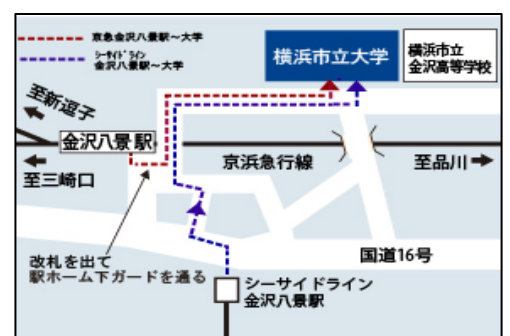 京急金沢八景駅〜大学
シーサイドライン
金沢八景駅〜大学
横浜市立大学
横浜市立
金沢高等学校
至新逗子
金沢八景駅
京浜急行線
至品川
至三崎口
国道16号
改札を出て
駅ホーム下ガードを通る
シーサイドライン
金沢八景駅